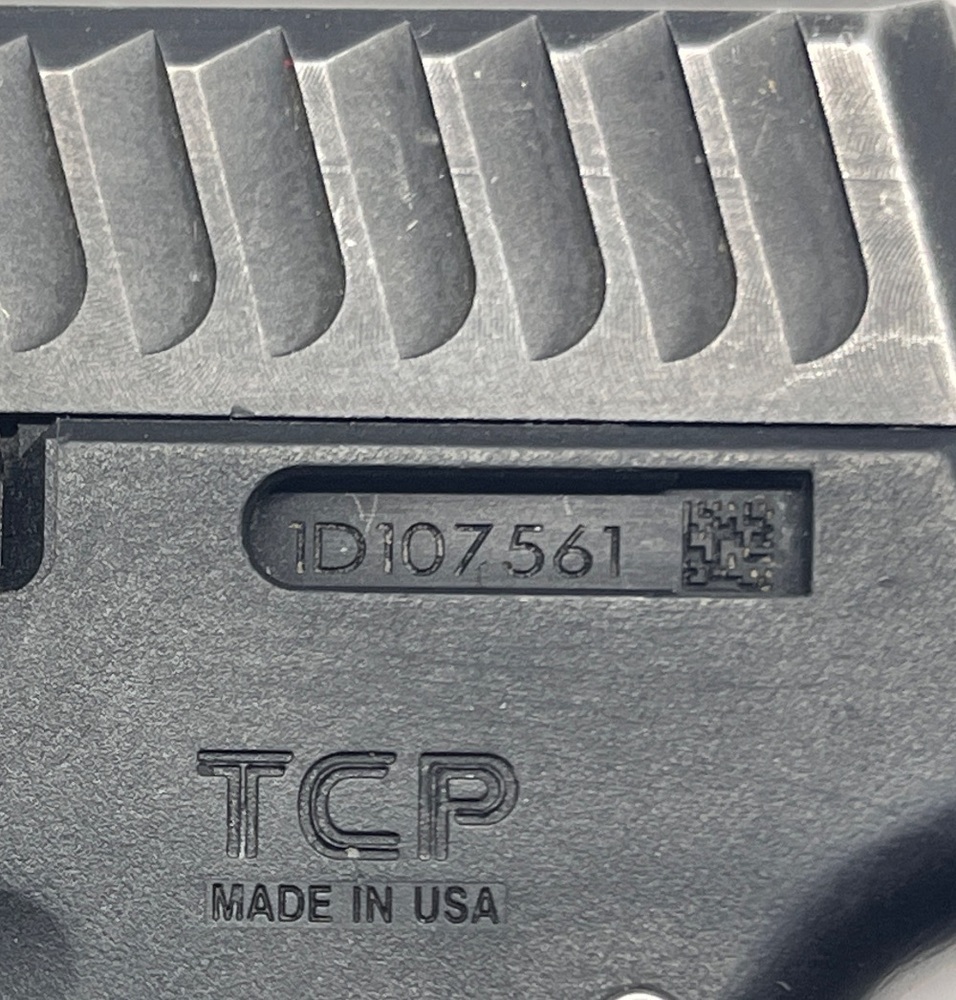 1D107561
TCP
MADE IN USA